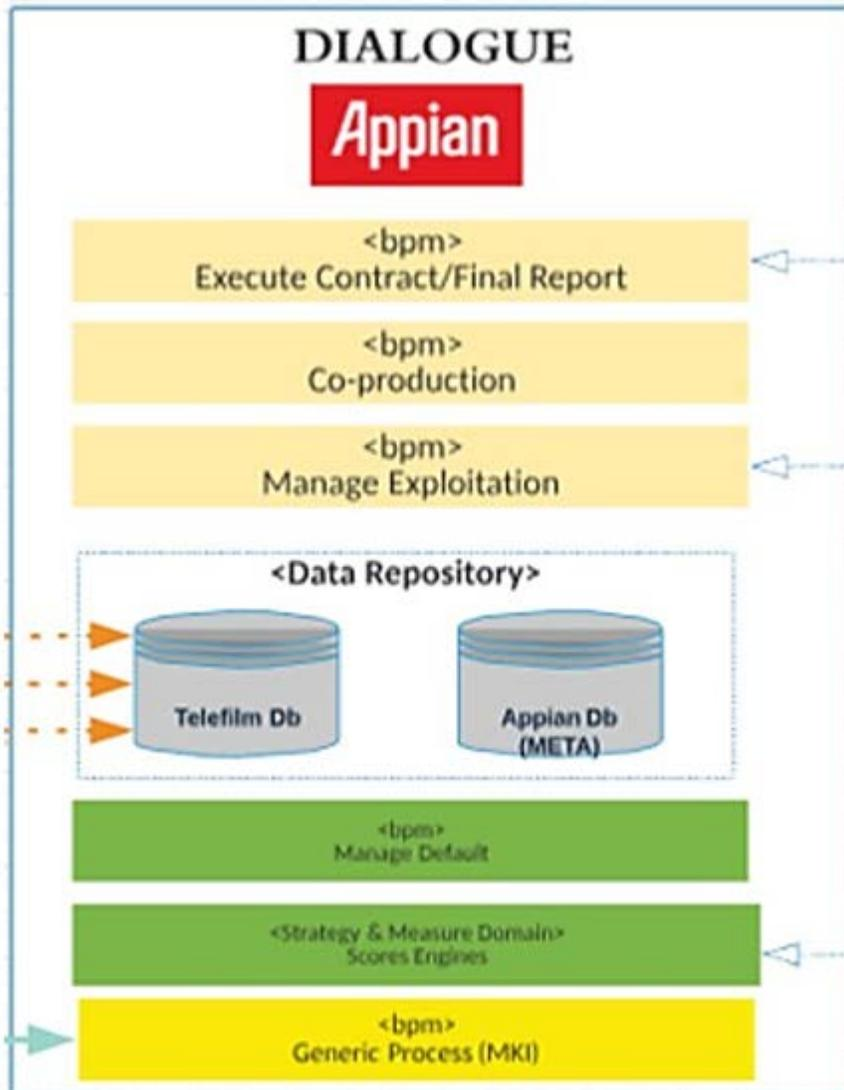 DIALOGUE
Appian
<bpm>
Execute Contract/Final Report
<bpm>
Co-production
<bpm>
Manage Exploitation
<Data Repository>
Telefilm Db
Appian Db
(META)
<bpm>
Manage Default
<Strategy & Measure Domain>
Scores Engines
<bpm>
Generic Process (MKI)